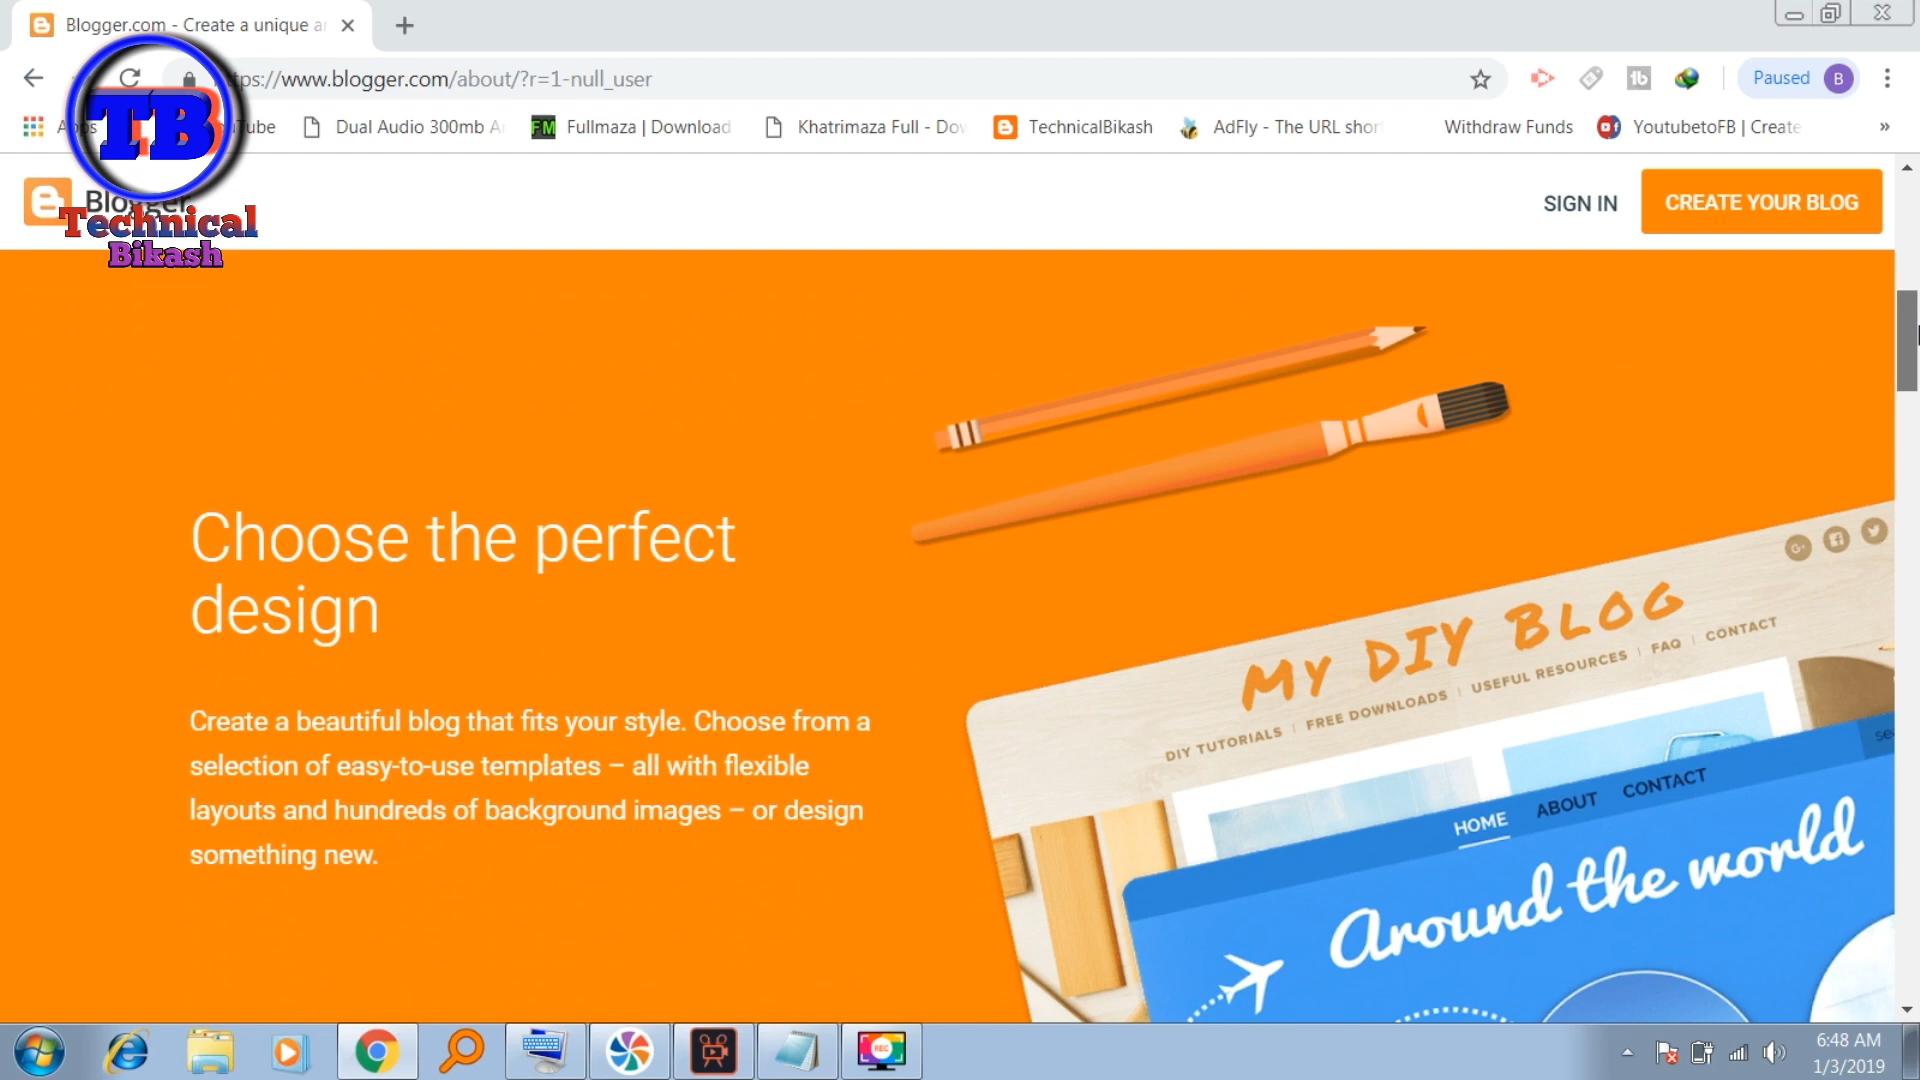 Blogger.com - Create a unique ar
https://www.blogger.com/about/?r=1-null_user
Paused B
Apps
Dual Audio 300mb A
FM Fullmaza | Download
Khatrimaza Full - Dow
TechnicalBikash
AdFly - The URL shor
Withdraw Funds
YoutubetoFB | Create
»
TB
Technical
Bikash
Blogger
SIGN IN
CREATE YOUR BLOG
Choose the perfect
design
Create a beautiful blog that fits your style. Choose from a
selection of easy-to-use templates – all with flexible
layouts and hundreds of background images – or design
something new.
MY DIY BLOG
DIY TUTORIALS | FREE DOWNLOADS | USEFUL RESOURCES | FAQ | CONTACT
HOME ABOUT CONTACT
Around the world
REC
6:48 AM
1/3/2019